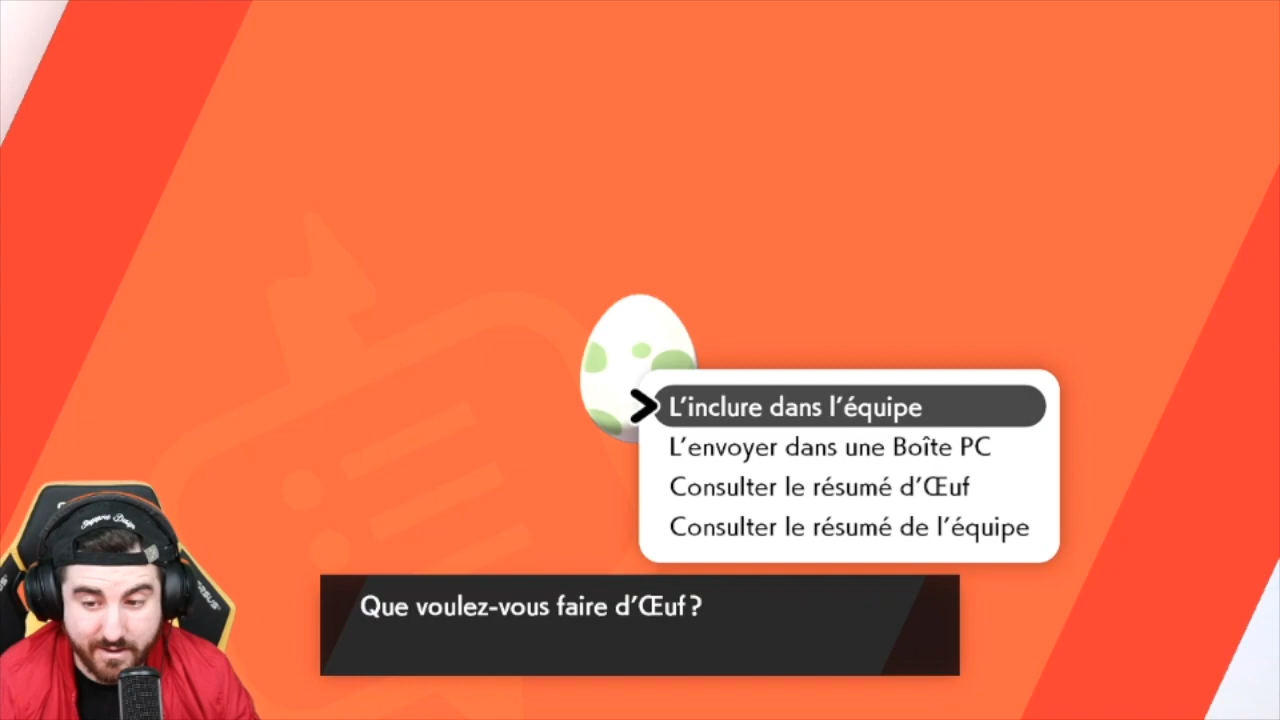 L'inclure dans l'équipe
L'envoyer dans une Boîte PC
Consulter le résumé d'Œuf
Consulter le résumé de l'équipe
Que voulez-vous faire d'Œuf ?